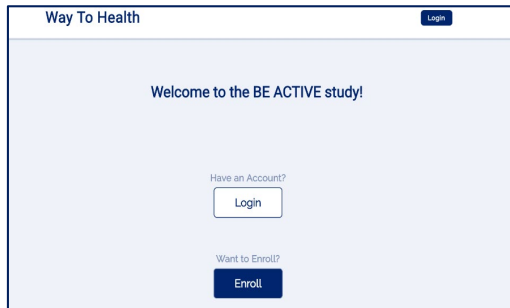 Way To Health
Login
Welcome to the BE ACTIVE study!
Have an Account?
Login
Want to Enroll?
Enroll